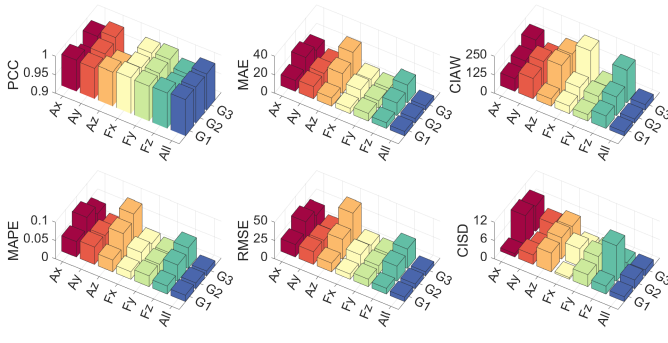 PCC
1
0.95
0.9
Ax
Ay
Az
Fx
Fy
Fz
All
G1
G2
G3
MAE
40
20
0
Ax
Ay
Az
Fx
Fy
Fz
All
G1
G2
G3
CIAW
250
125
0
Ax
Ay
Az
Fx
Fy
Fz
All
G1
G2
G3
MAPE
0.1
0.05
0
Ax
Ay
Az
Fx
Fy
Fz
All
G1
G2
G3
RMSE
50
25
0
Ax
Ay
Az
Fx
Fy
Fz
All
G1
G2
G3
CISD
12
6
0
Ax
Ay
Az
Fx
Fy
Fz
All
G1
G2
G3